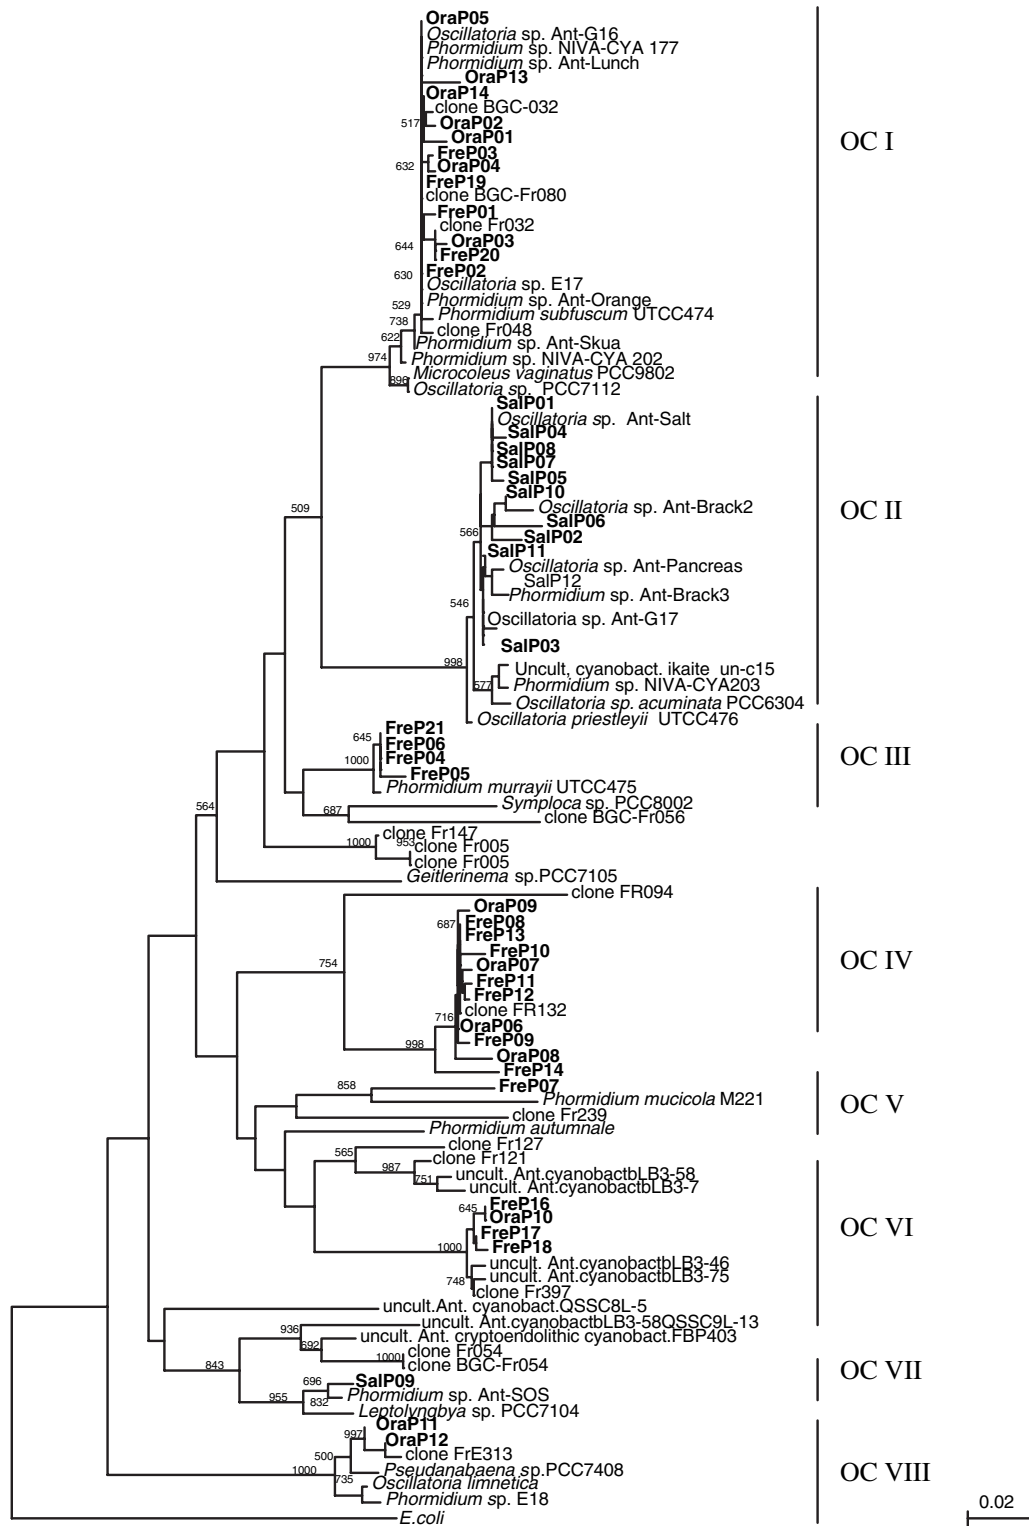 OraP05
Oscillatoria sp. Ant-G16
Phormidium sp. NIVA-CYA 177
Phormidium sp. Ant-Lunch
OraP13
OraP14
clone BGC-032
517
OraP02
OraP01
OC I
FreP03
632
OraP04
FreP19
clone BGC-Fr080
FreP01
clone Fr032
OraP03
644
FreP20
630
FreP02
Oscillatoria sp. E17
Phormidium sp. Ant-Orange
529
Phormidium subfuscum UTCC474
738
clone Fr048
622
Phormidium sp. Ant-Skua
974
Phormidium sp. NIVA-CYA 202
Microcoleus vaginatus PCC9802
896
Oscillatoria sp. PCC7112
SalP01
Oscillatoria sp. Ant-Salt
SalP04
SalP08
SalP07
SalP05
SalP10
509
Oscillatoria sp. Ant-Brack2
OC II
SalP06
566
SalP02
SalP11
Oscillatoria sp. Ant-Pancreas
SalP12
Phormidium sp. Ant-Brack3
546
Oscillatoria sp. Ant-G17
SalP03
998
Uncult, cyanobact. ikaite un-c15
577
Phormidium sp. NIVA-CYA203
Oscillatoria sp. acuminata PCC6304
Oscillatoria priestleyii UTCC476
FreP21
645
FreP06
OC III
FreP04
1000
FreP05
Phormidium murrayii UTCC475
Symploca sp. PCC8002
564
687
clone BGC-Fr056
clone Fr147
1000
953
clone Fr005
clone Fr005
Geitlerinema sp.PCC7105
clone FR094
OraP09
687
FreP08
FreP13
FreP10
754
OraP07
OC IV
FreP11
FreP12
clone FR132
716
OraP06
998
FreP09
OraP08
FreP14
858
FreP07
Phormidium mucicola M221
OC V
clone Fr239
Phormidium autumnale
clone Fr127
565
clone Fr121
987
uncult. Ant.cyanobactbLB3-58
751
uncult. Ant.cyanobactbLB3-7
645
FreP16
OraP10
OC VI
FreP17
1000
FreP18
uncult. Ant.cyanobactbLB3-46
748
uncult. Ant.cyanobactbLB3-75
clone Fr397
uncult.Ant. cyanobact.QSSC8L-5
936
uncult. Ant.cyanobactbLB3-58QSSC9L-13
692
uncult. Ant. cryptoendolithic cyanobact.FBP403
clone Fr054
843
1000
clone BGC-Fr054
OC VII
696
SalP09
955
832
Phormidium sp. Ant-SOS
Leptolyngbya sp. PCC7104
OraP11
997
OraP12
500
clone FrE313
1000
Pseudanabaena sp.PCC7408
OC VIII
735
Oscillatoria limnetica
Phormidium sp. E18
0.02
E.coli